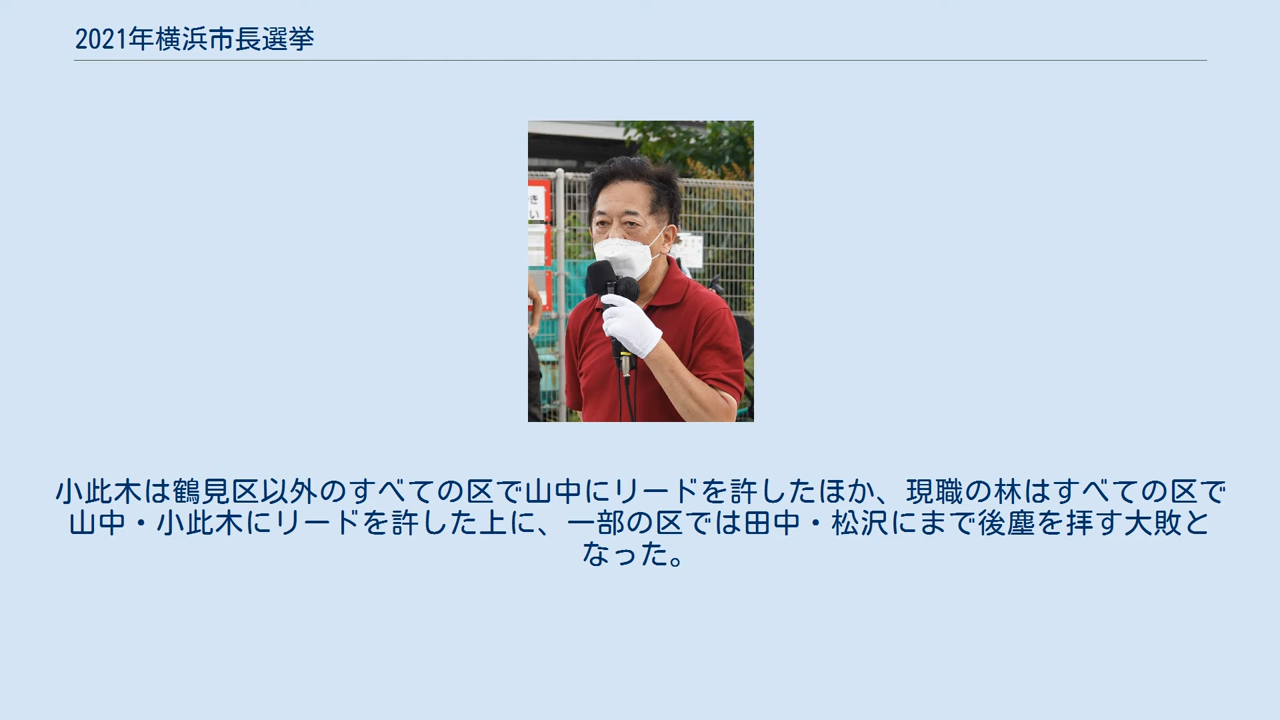 2021年横浜市長選挙
き
い
小此木は鶴見区以外のすべての区で山中にリードを許したほか、現職の林はすべての区で
山中・小此木にリードを許した上に、一部の区では田中・松沢にまで後塵を拝す大敗と
なった。